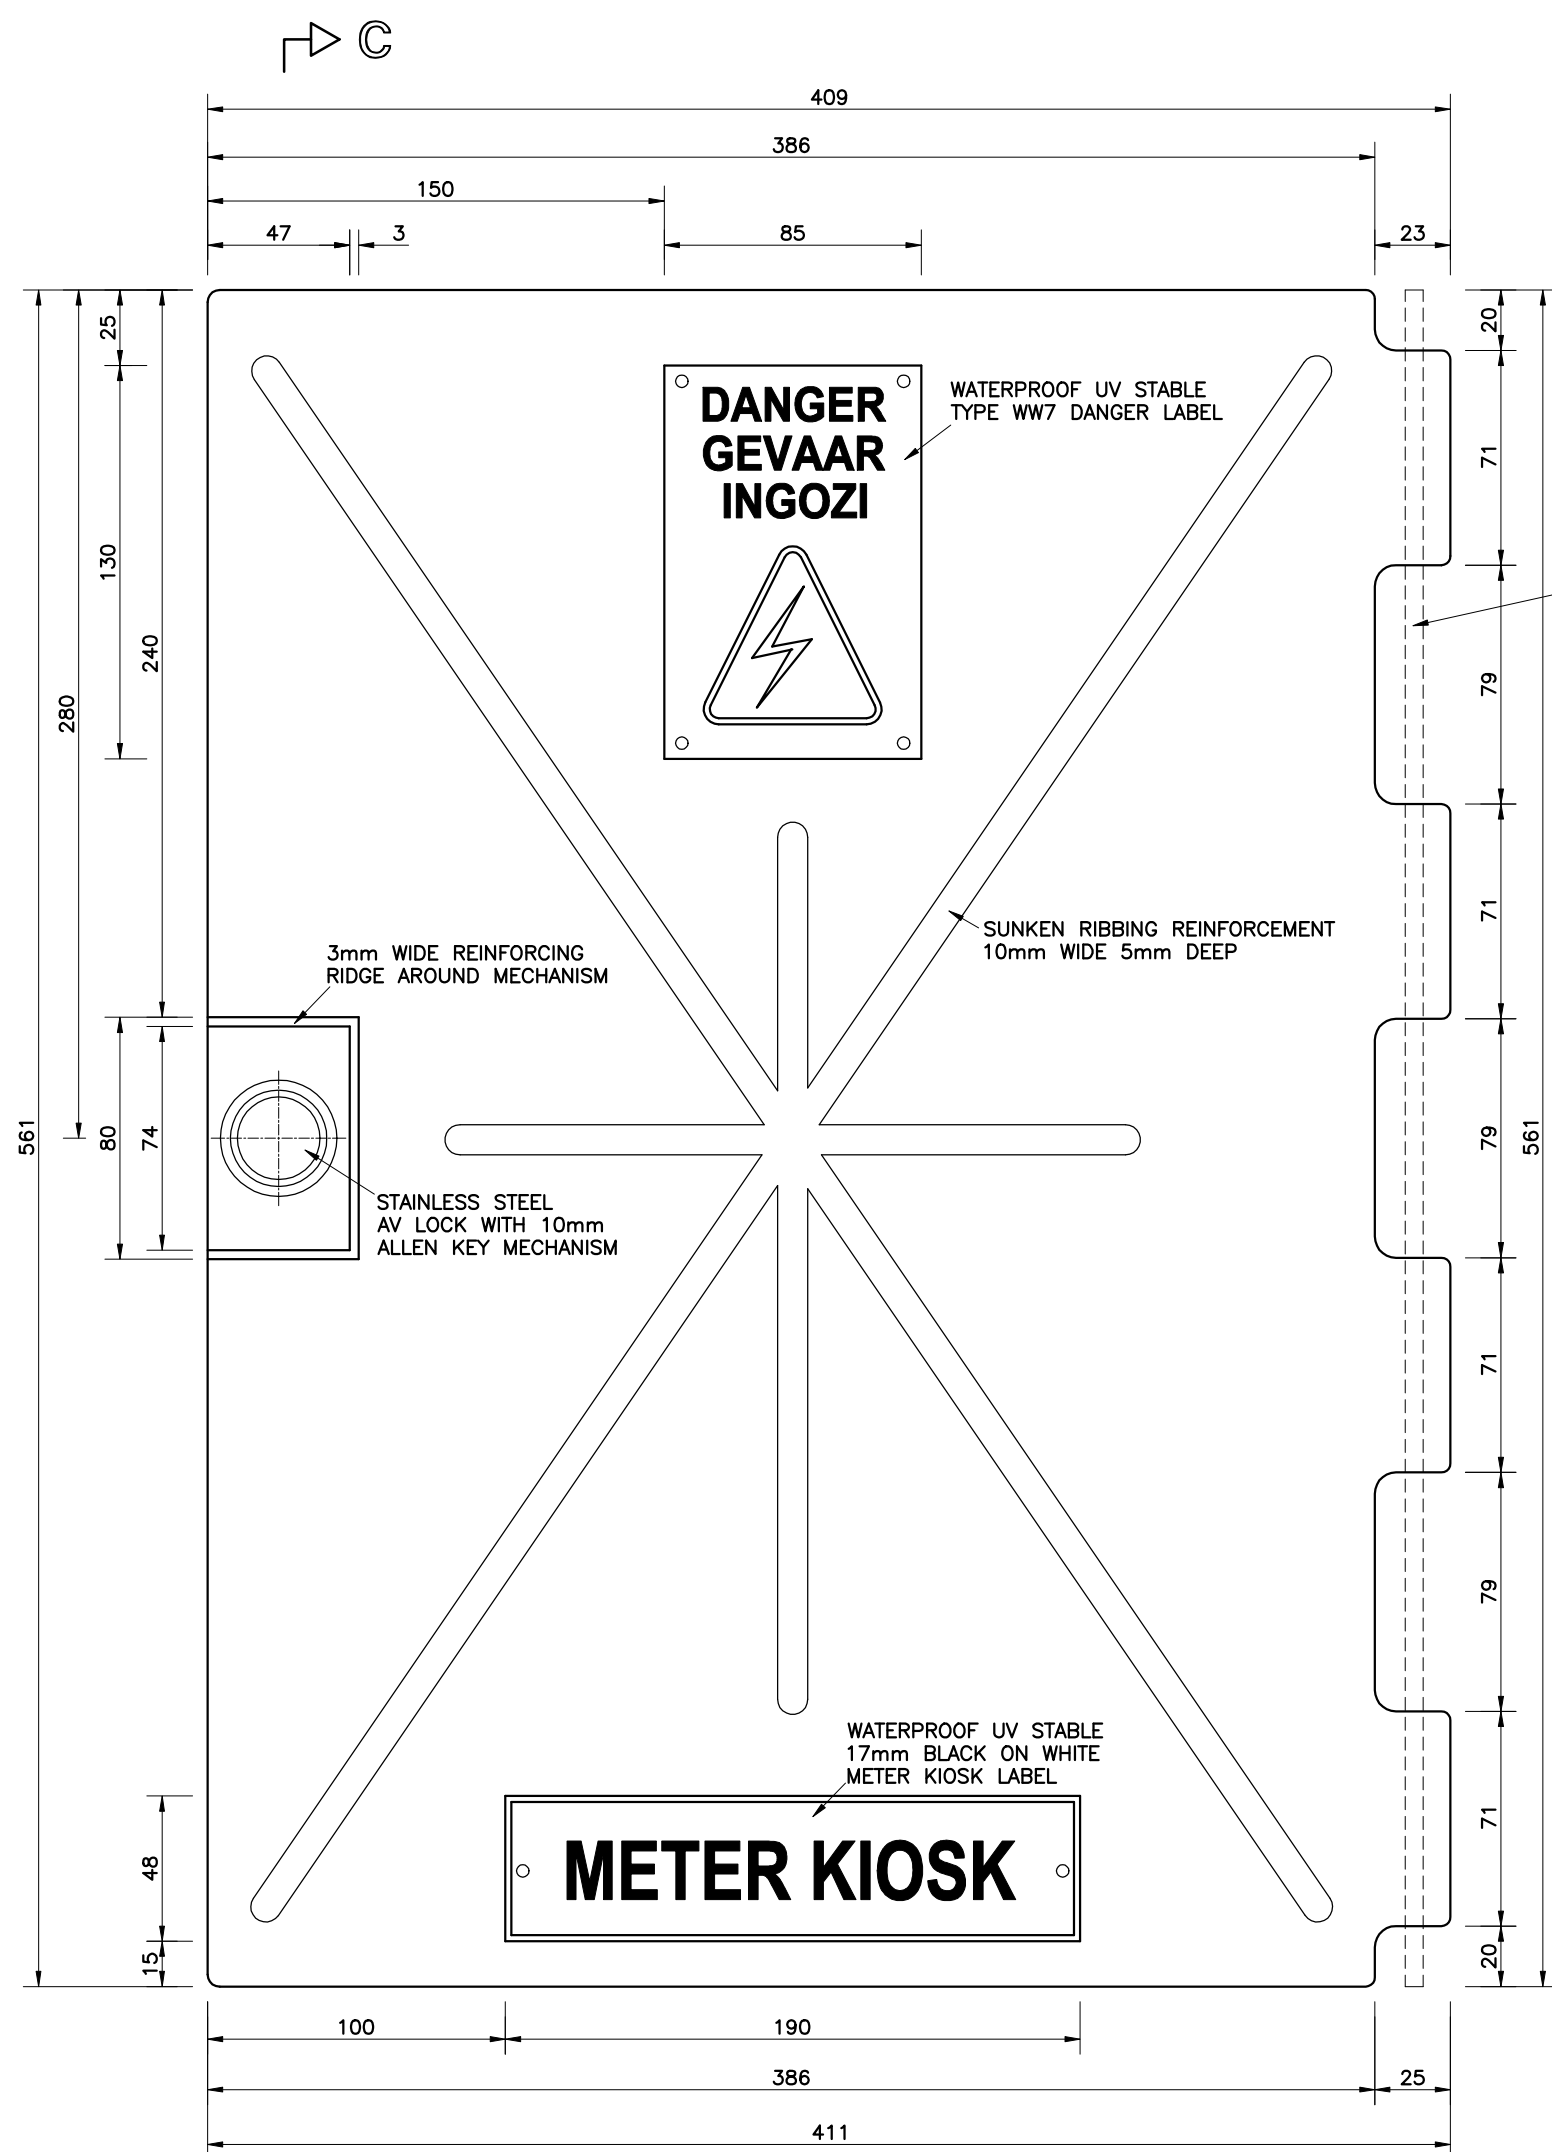 C
409
386
150
47
3
85
23
25
20
DANGER
GEVAAR
INGOZI
WATERPROOF UV STABLE
TYPE WW7 DANGER LABEL
71
130
240
280
79
71
SUNKEN RIBBING REINFORCEMENT
10mm WIDE 5mm DEEP
3mm WIDE REINFORCING
RIDGE AROUND MECHANISM
561
80
74
79
561
STAINLESS STEEL
AV LOCK WITH 10mm
ALLEN KEY MECHANISM
71
79
WATERPROOF UV STABLE
17mm BLACK ON WHITE
METER KIOSK LABEL
71
48
METER KIOSK
15
20
100
190
386
25
411